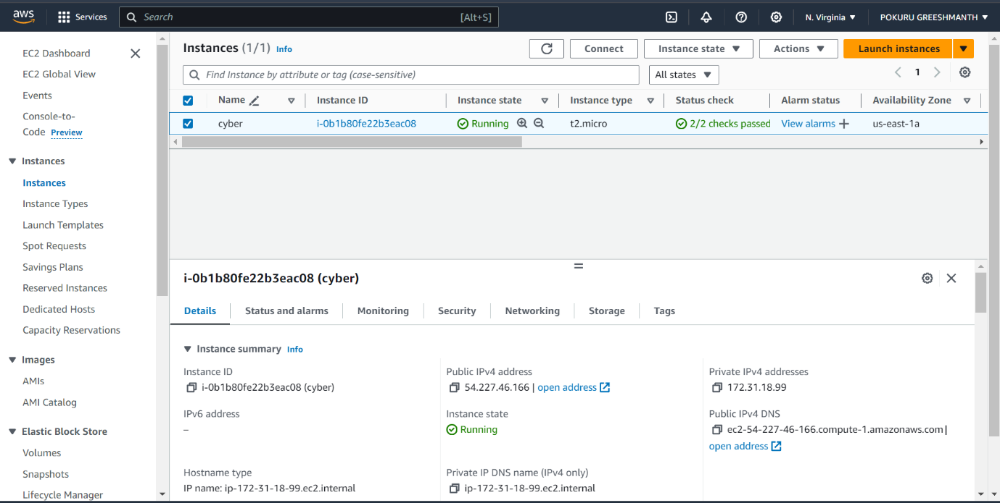 aws Services Search [Alt+S] N. Virginia POKURU GREESHMANTH
EC2 Dashboard
EC2 Global View
Events
Console-to-
Code Preview
Instances
Instances
Instance Types
Launch Templates
Spot Requests
Savings Plans
Reserved Instances
Dedicated Hosts
Capacity Reservations
Images
AMIs
AMI Catalog
Elastic Block Store
Volumes
Snapshots
Lifecycle Manager
Instances (1/1) Info Connect Instance state Actions Launch instances
Find Instance by attribute or tag (case-sensitive) All states 1
Name Instance ID Instance state Instance type Status check Alarm status Availability Zone
cyber i-0b1b80fe22b3eac08 Running t2.micro 2/2 checks passed View alarms + us-east-1a
i-0b1b80fe22b3eac08 (cyber)
Details Status and alarms Monitoring Security Networking Storage Tags
Instance summary Info
Instance ID
i-0b1b80fe22b3eac08 (cyber)
Public IPv4 address
54.227.46.166 | open address
Private IPv4 addresses
172.31.18.99
IPv6 address
–
Instance state
Running
Public IPv4 DNS
ec2-54-227-46-166.compute-1.amazonaws.com |
open address
Hostname type
IP name: ip-172-31-18-99.ec2.internal
Private IP DNS name (IPv4 only)
ip-172-31-18-99.ec2.internal